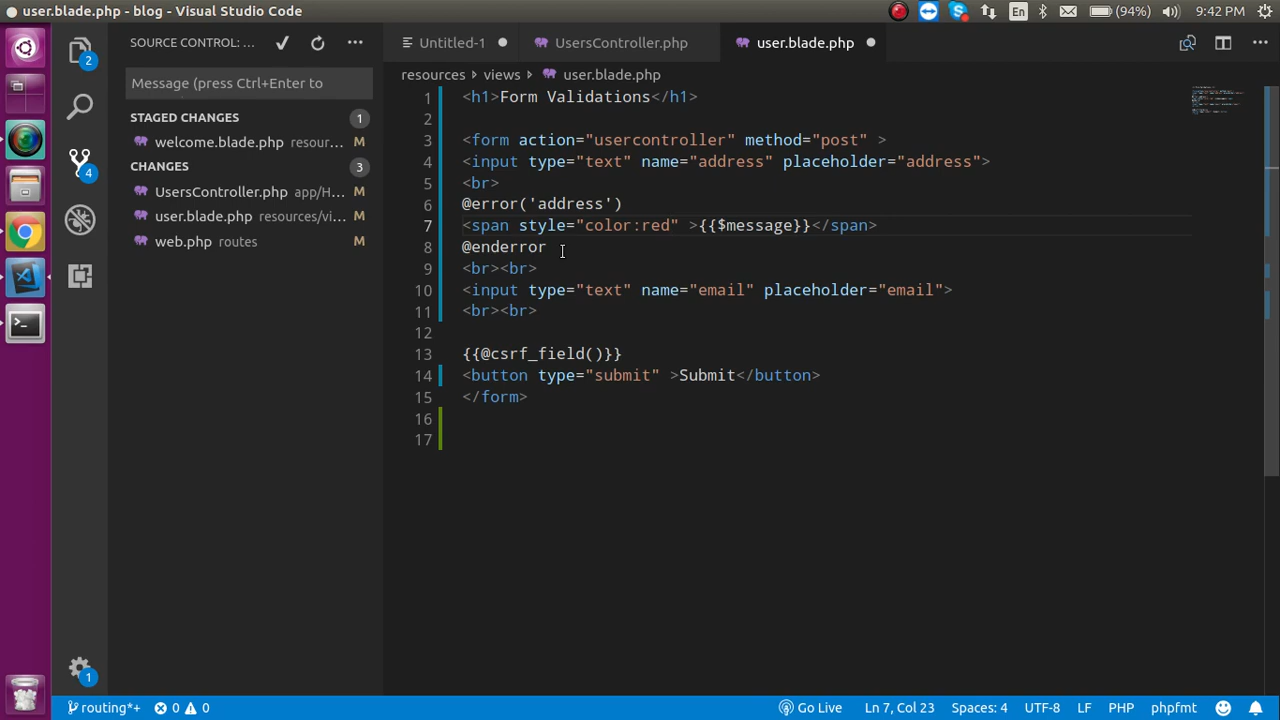 user.blade.php - blog - Visual Studio Code
En
(94%)
9:42 PM
SOURCE CONTROL: ...
Untitled-1
UsersController.php
user.blade.php
2
Message (press Ctrl+Enter to
resources › views › user.blade.php
STAGED CHANGES 1
welcome.blade.php resour... M
CHANGES 3
UsersController.php app/H... M
user.blade.php resources/vi... M
web.php routes M
4
1 <h1>Form Validations</h1>
2
3 <form action="usercontroller" method="post" >
4 <input type="text" name="address" placeholder="address">
5 <br>
6 @error('address')
7 <span style="color:red" >{{$message}}</span>
8 @enderror
9 <br><br>
10 <input type="text" name="email" placeholder="email">
11 <br><br>
12
13 {{@csrf_field()}}
14 <button type="submit" >Submit</button>
15 </form>
16
17
1
routing*+ 0 0
Go Live
Ln 7, Col 23
Spaces: 4
UTF-8
LF
PHP
phpfmt